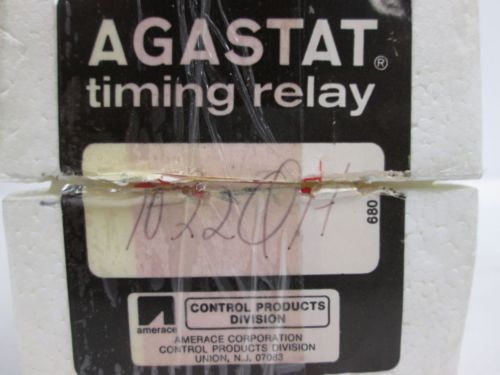 AGASTAT®
timing relay
680
amerace
CONTROL PRODUCTS
DIVISION
AMERACE CORPORATION
CONTROL PRODUCTS DIVISION
UNION, N.J. 07083